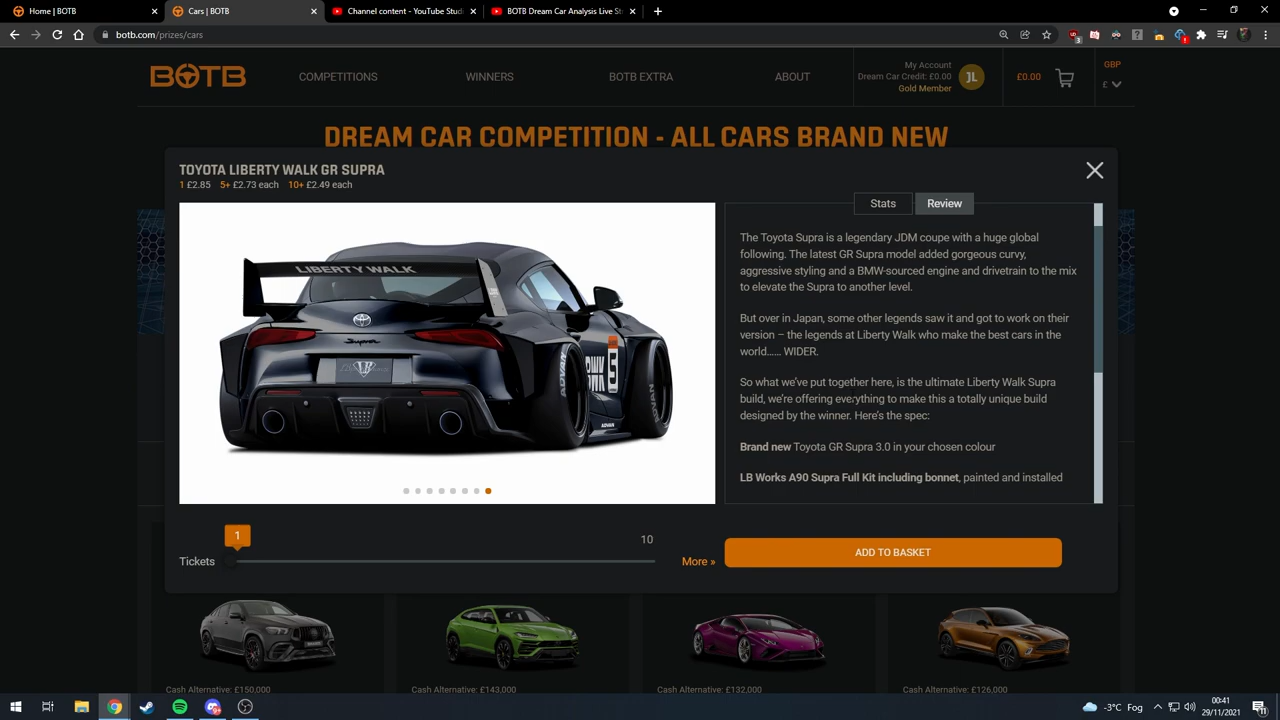 Home | BOTB
Cars | BOTB
Channel content - YouTube Studi
BOTB Dream Car Analysis Live St
botb.com/prizes/cars
BOTB
COMPETITIONS
WINNERS
BOTB EXTRA
ABOUT
My Account
Dream Car Credit: £0.00
Gold Member
JL
£0.00
GBP
£
DREAM CAR COMPETITION - ALL CARS BRAND NEW
TOYOTA LIBERTY WALK GR SUPRA
1 £2.85 5+ £2.73 each 10+ £2.49 each
Stats
Review
LIBERTY WALK
Supra
ADVAN
ADVAN
ADVAN
The Toyota Supra is a legendary JDM coupe with a huge global
following. The latest GR Supra model added gorgeous curvy,
aggressive styling and a BMW-sourced engine and drivetrain to the mix
to elevate the Supra to another level.
But over in Japan, some other legends saw it and got to work on their
version – the legends at Liberty Walk who make the best cars in the
world...... WIDER.
So what we've put together here, is the ultimate Liberty Walk Supra
build, we're offering everything to make this a totally unique build
designed by the winner. Here's the spec:
Brand new Toyota GR Supra 3.0 in your chosen colour
LB Works A90 Supra Full Kit including bonnet, painted and installed
1
10
Tickets
More »
ADD TO BASKET
Cash Alternative: £150,000
Cash Alternative: £143,000
Cash Alternative: £132,000
Cash Alternative: £126,000
-3°C Fog
00:41
29/11/2021